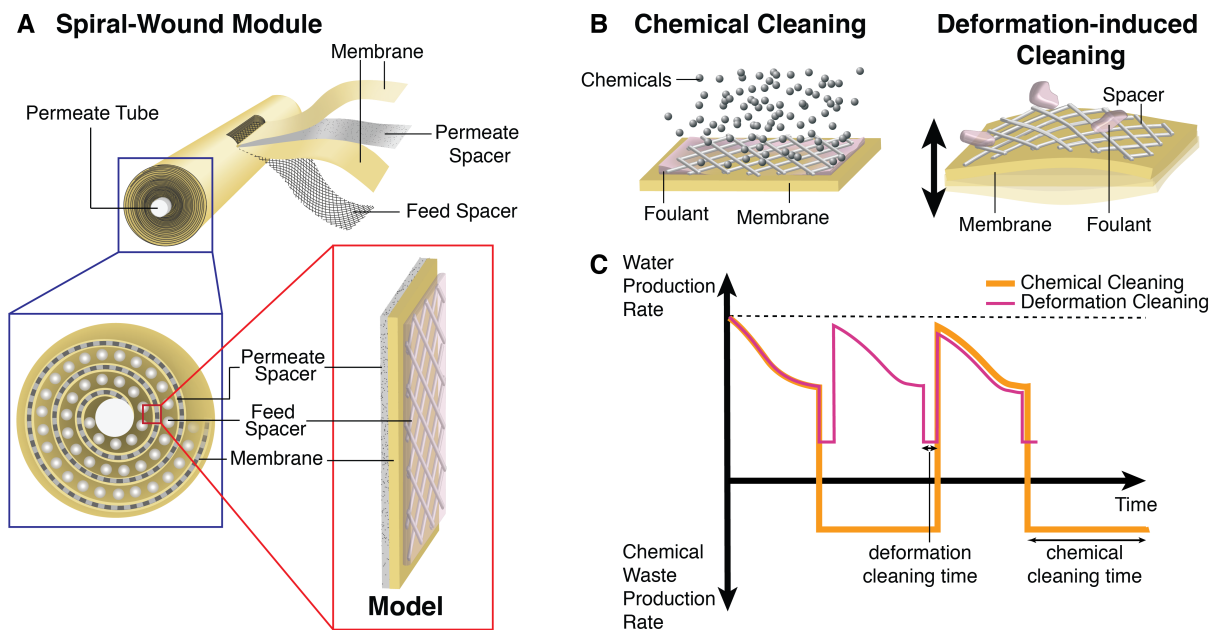 A Spiral-Wound Module
Membrane
Permeate Tube
Permeate
Spacer
Feed Spacer
Permeate
Spacer
Feed
Spacer
Membrane
Model
B Chemical Cleaning
Deformation-induced
Cleaning
Chemicals
Foulant
Membrane
Spacer
Membrane
Foulant
C Water
Production
Rate
Chemical Cleaning
Deformation Cleaning
Time
Chemical
Waste
Production
Rate
deformation
cleaning time
chemical
cleaning time